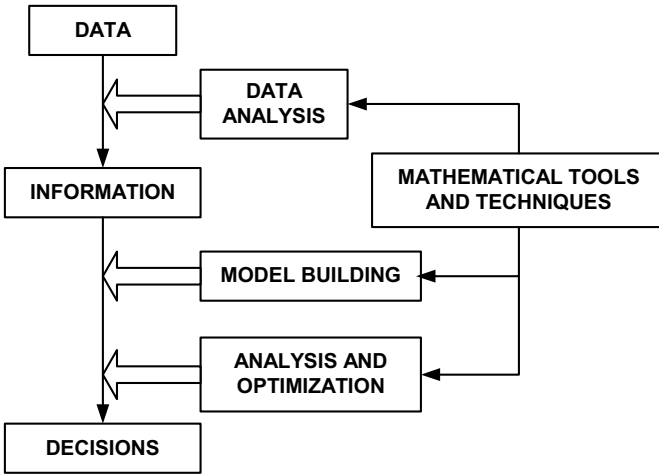 DATA
DATA
ANALYSIS
INFORMATION
MATHEMATICAL TOOLS
AND TECHNIQUES
MODEL BUILDING
ANALYSIS AND
OPTIMIZATION
DECISIONS